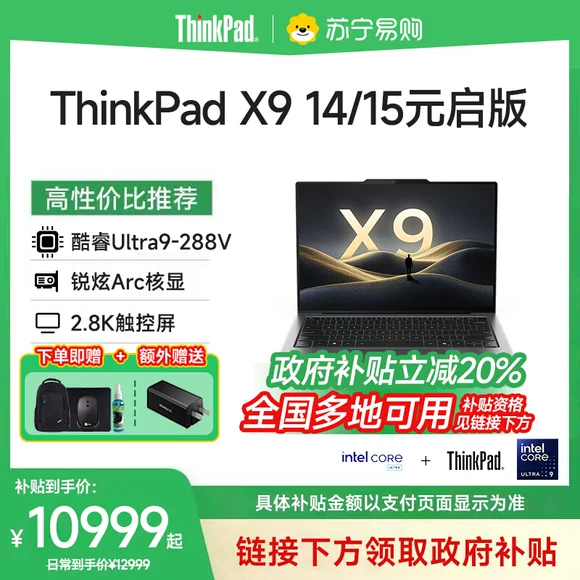 ThinkPad
苏宁易购
ThinkPad X9 14/15元启版
高性价比推荐
酷睿Ultra9-288V
锐炫Arc核显
2.8K触控屏
X9
下单即赠 + 额外赠送
政府补贴立减20%
全国多地可用
补贴资格
见链接下方
intel core
ULTRA
+
ThinkPad
intel
CORE
ULTRA 9
补贴到手价:
¥10999起
日常到手价¥12999
具体补贴金额以支付页面显示为准
链接下方领取政府补贴